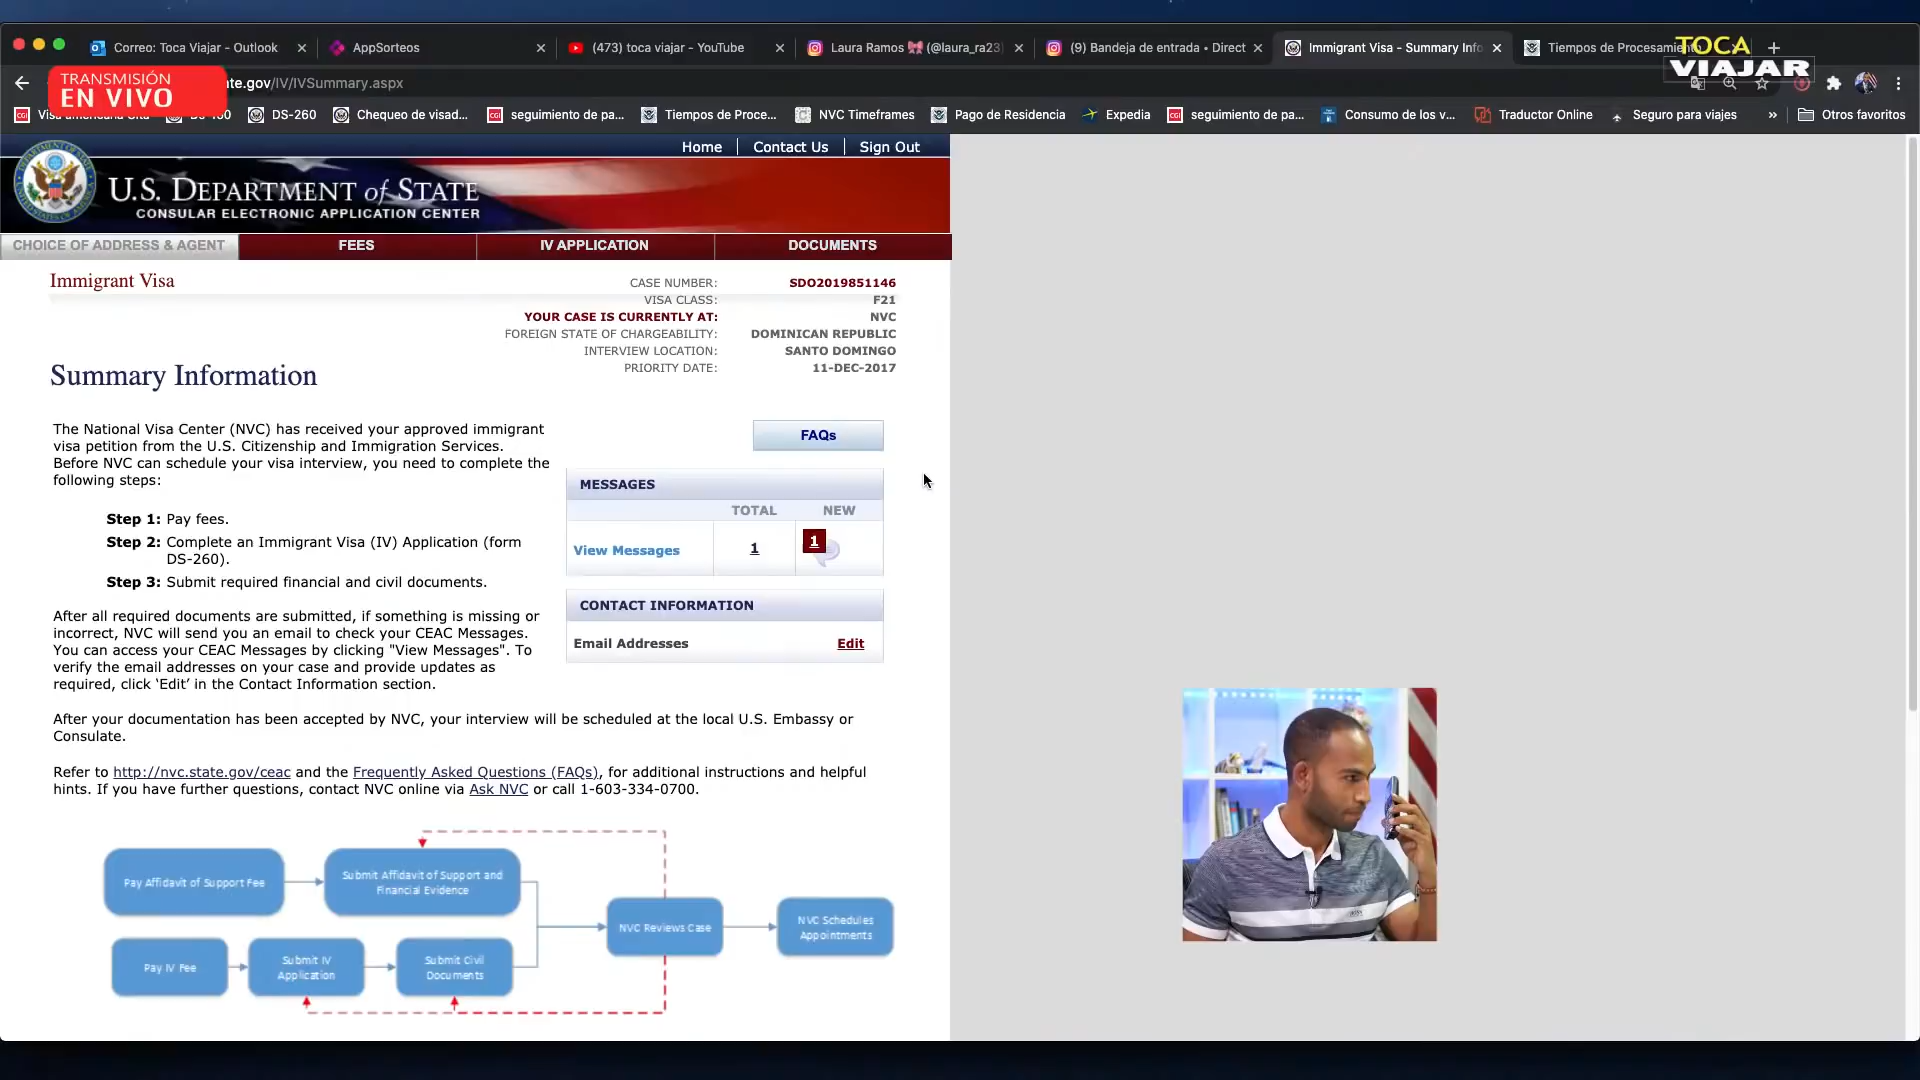 Correo: Toca Viajar - Outlook
AppSorteos
(473) toca viajar - YouTube
Laura Ramos 🎀 (@laura_ra23
(9) Bandeja de entrada • Direct
Immigrant Visa - Summary Info
Tiempos de Procesamie
TOCA
VIAJAR
TRANSMISIÓN
EN VIVO
te.gov/IV/IVSummary.aspx
DS-260
Chequeo de visad...
seguimiento de pa...
Tiempos de Proce...
NVC Timeframes
Pago de Residencia
Expedia
seguimiento de pa...
Consumo de los v...
Traductor Online
Seguro para viajes
»
Otros favoritos
Home
Contact Us
Sign Out
U.S. DEPARTMENT of STATE
CONSULAR ELECTRONIC APPLICATION CENTER
CHOICE OF ADDRESS & AGENT
FEES
IV APPLICATION
DOCUMENTS
Immigrant Visa
CASE NUMBER: SDO2019851146
VISA CLASS: F21
YOUR CASE IS CURRENTLY AT: NVC
FOREIGN STATE OF CHARGEABILITY: DOMINICAN REPUBLIC
INTERVIEW LOCATION: SANTO DOMINGO
PRIORITY DATE: 11-DEC-2017
Summary Information
The National Visa Center (NVC) has received your approved immigrant
visa petition from the U.S. Citizenship and Immigration Services.
Before NVC can schedule your visa interview, you need to complete the
following steps:
Step 1: Pay fees.
Step 2: Complete an Immigrant Visa (IV) Application (form
DS-260).
Step 3: Submit required financial and civil documents.
After all required documents are submitted, if something is missing or
incorrect, NVC will send you an email to check your CEAC Messages.
You can access your CEAC Messages by clicking "View Messages". To
verify the email addresses on your case and provide updates as
required, click ‘Edit’ in the Contact Information section.
FAQs
MESSAGES
TOTAL NEW
View Messages 1 1
CONTACT INFORMATION
Email Addresses Edit
After your documentation has been accepted by NVC, your interview will be scheduled at the local U.S. Embassy or
Consulate.
Refer to http://nvc.state.gov/ceac and the Frequently Asked Questions (FAQs), for additional instructions and helpful
hints. If you have further questions, contact NVC online via Ask NVC or call 1-603-334-0700.
Pay Affidavit of Support Fee
Submit Affidavit of Support and
Financial Evidence
NVC Reviews Case
NVC Schedules
Appointments
Pay IV Fee
Submit IV
Application
Submit Civil
Documents